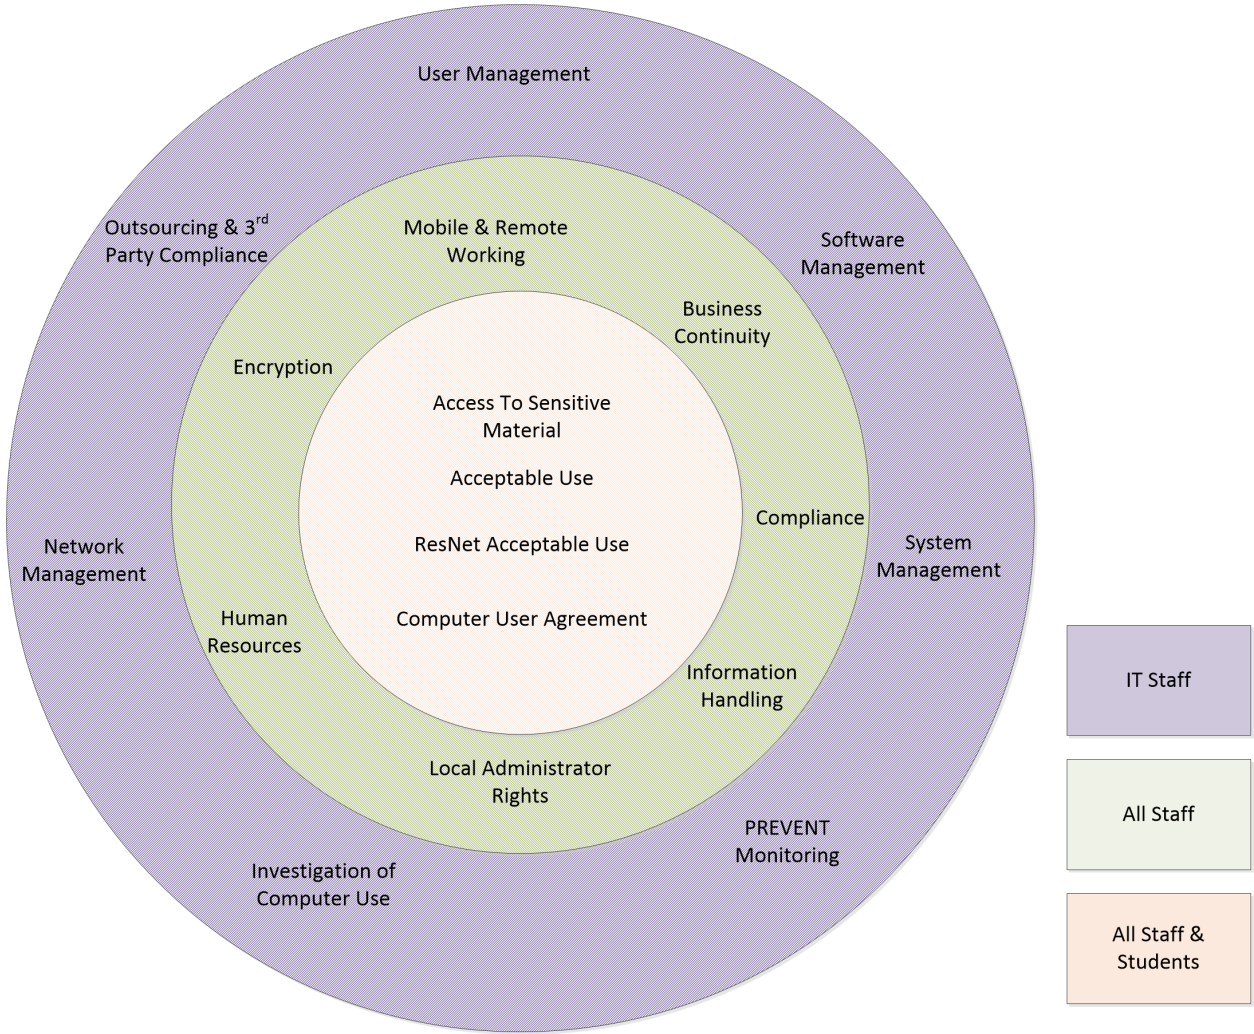 User Management
Outsourcing & 3rd
Party Compliance
Mobile & Remote
Working
Software
Management
Business
Continuity
Encryption
Access To Sensitive
Material
Acceptable Use
Compliance
ResNet Acceptable Use
Network
Management
System
Management
Human
Resources
Computer User Agreement
Information
Handling
IT Staff
Local Administrator
Rights
PREVENT
Monitoring
All Staff
Investigation of
Computer Use
All Staff &
Students